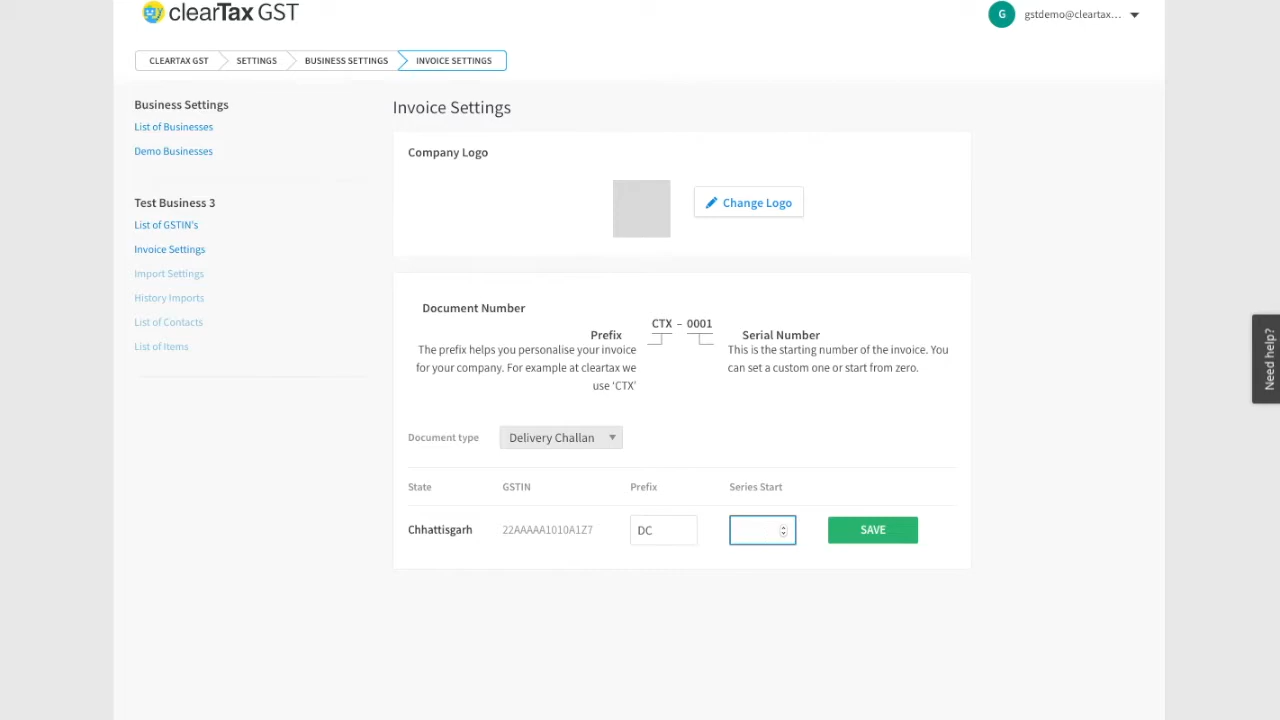 clearTax GST
G
gstdemo@cleartax...
CLEARTAX GST
SETTINGS
BUSINESS SETTINGS
INVOICE SETTINGS
Business Settings
List of Businesses
Demo Businesses
Test Business 3
List of GSTIN's
Invoice Settings
Import Settings
History Imports
List of Contacts
List of Items
Invoice Settings
Company Logo
Change Logo
Document Number
CTX - 0001
Prefix
The prefix helps you personalise your invoice
for your company. For example at cleartax we
use ‘CTX’
Serial Number
This is the starting number of the invoice. You
can set a custom one or start from zero.
Document type
Delivery Challan
State GSTIN Prefix Series Start
Chhattisgarh 22AAAAA1010A1Z7 DC SAVE
Need help?